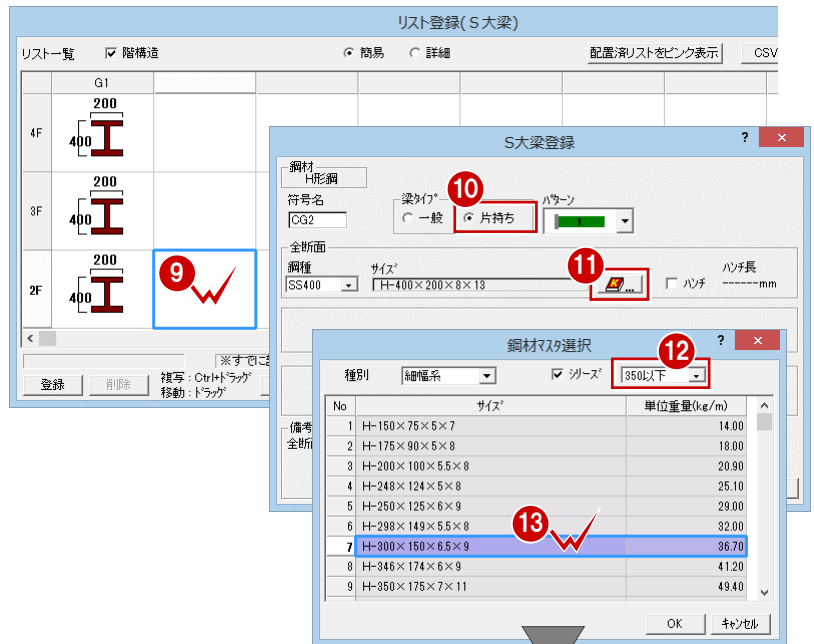 リスト登録(S大梁)
リスト一覧 階構造 簡易 詳細 配置済リストをピンク表示 CSV
G1
4F 200 400
3F 200 400
2F 200 400
9
※すでに
登録 削除 複写：Ctrl+ドラッグ
移動：ドラッグ
S大梁登録 ? ×
鋼材
H形鋼
10
符号名 梁タイプ パターン
CG2 一般 片持ち 1
全断面
11
鋼種 サイズ ハンチ長
SS400 H-400×200×8×13 ... ハンチ ------mm
備考
全断
鋼材マスタ選択 ? ×
12
種別 細幅系 シリーズ 350以下
No サイズ 単位重量(kg/m)
1 H-150×75×5×7 14.00
2 H-175×90×5×8 18.00
3 H-200×100×5.5×8 20.90
4 H-248×124×5×8 25.10
5 H-250×125×6×9 29.00
6 H-298×149×5.5×8 32.00
13
7 H-300×150×6.5×9 36.70
8 H-346×174×6×9 41.20
9 H-350×175×7×11 49.40
OK キャンセル